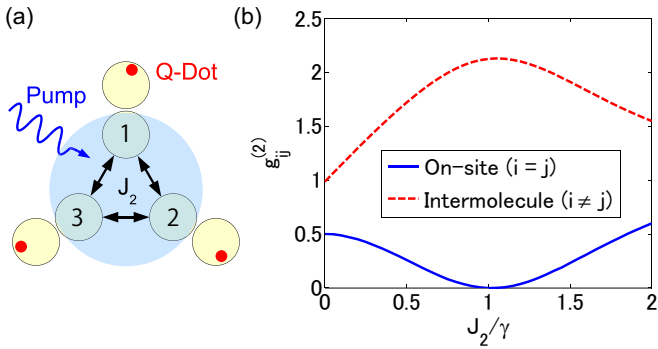 (a)
Q-Dot
Pump
1
J₂
3
2
(b)
2.5
2
1.5
1
0.5
0
g_ij^(2)
On-site (i = j)
Intermolecule (i ≠ j)
0
0.5
1
1.5
2
J₂/γ